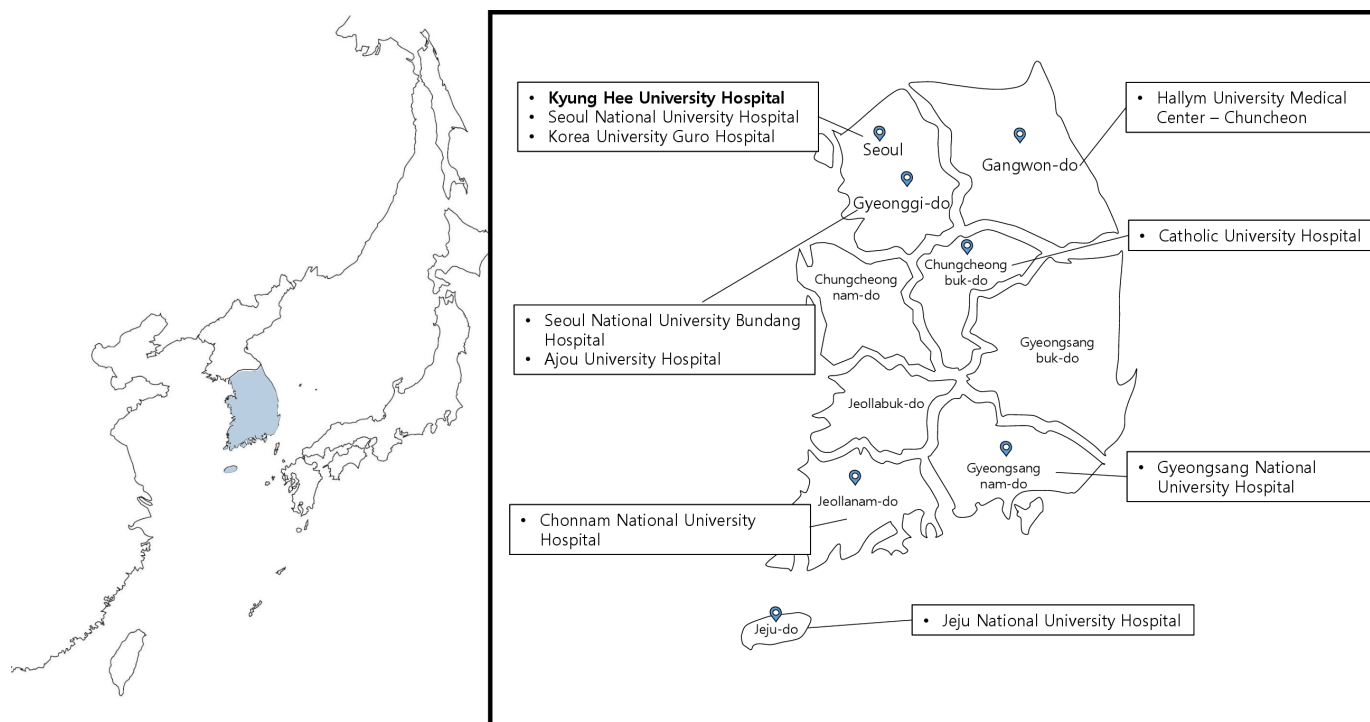 • Kyung Hee University Hospital
• Seoul National University Hospital
• Korea University Guro Hospital
• Hallym University Medical
Center – Chuncheon
Seoul
Gangwon-do
Gyeonggi-do
• Catholic University Hospital
Chungcheong
buk-do
Chungcheong
nam-do
• Seoul National University Bundang
Hospital
• Ajou University Hospital
Gyeongsang
buk-do
Jeollabuk-do
Gyeongsang
nam-do
• Gyeongsang National
University Hospital
Jeollanam-do
• Chonnam National University
Hospital
Jeju-do
• Jeju National University Hospital